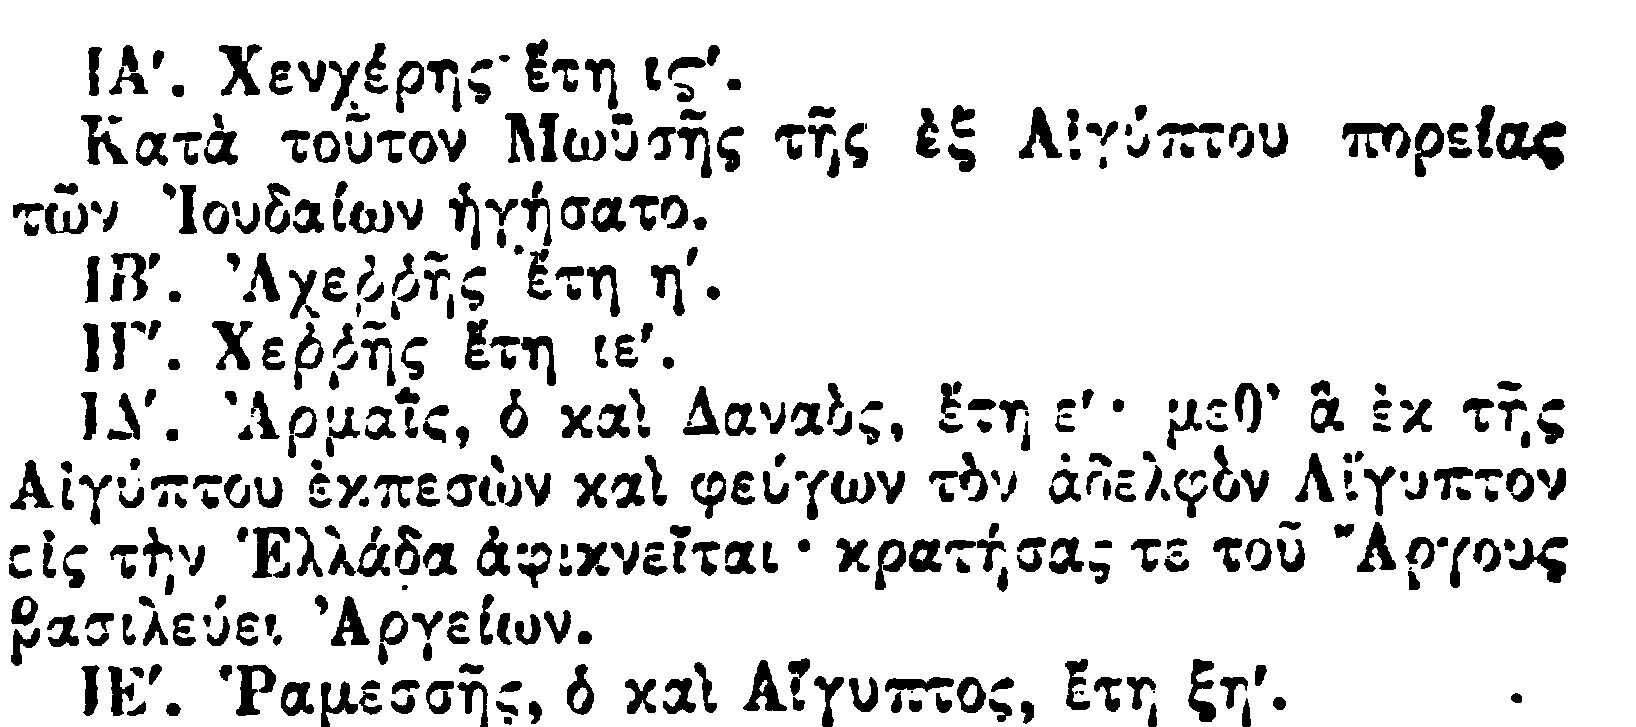 ΙΑ′. Χενχέρης ἔτη ις′.
Κατὰ τοῦτον Μωϋσῆς τῆς ἐξ Αἰγύπτου πορείας
τῶν Ἰουδαίων ἡγήσατο.
ΙΒ′. Ἀχεῤῥῆς ἔτη η′.
ΙΓ′. Χεῤῥῆς ἔτη ιε′.
ΙΔ′. Ἁρμαΐς, ὁ καὶ Δαναὸς, ἔτη ε′· μεθ’ ἃ ἐκ τῆς
Αἰγύπτου ἐκπεσὼν καὶ φεύγων τὸν ἀδελφὸν Αἴγυπτον
εἰς τὴν Ἑλλάδα ἀφικνεῖται· κρατήσας τε τοῦ Ἄργους
βασιλεύει Ἀργείων.
ΙΕ′. Ῥαμεσσῆς, ὁ καὶ Αἴγυπτος, ἔτη ξη′.